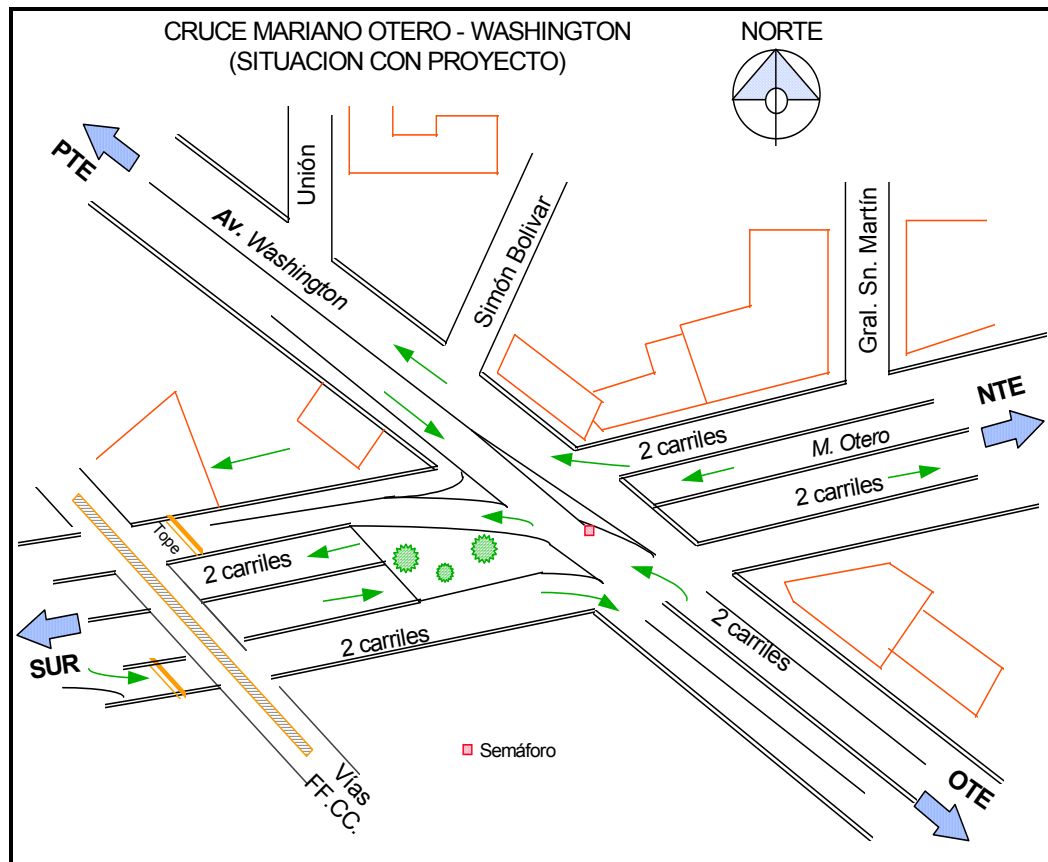 CRUCE MARIANO OTERO - WASHINGTON
(SITUACION CON PROYECTO)
NORTE
PTE
Unión
Av. Washington
Simón Bolivar
Gral. Sn. Martín
NTE
2 carriles
M. Otero
2 carriles
Tope
2 carriles
2 carriles
2 carriles
SUR
Semáforo
Vías
FF.CC.
OTE